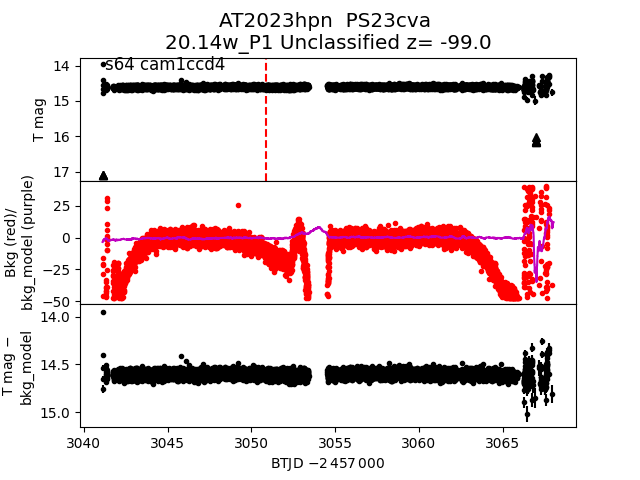 AT2023hpn  PS23cva
20.14w_P1 Unclassified z= -99.0
s64 cam1ccd4
14
15
16
17
T mag
25
0
−25
−50
Bkg (red)/
bkg_model (purple)
14.0
14.5
15.0
T mag −
bkg_model
3040
3045
3050
3055
3060
3065
BTJD −2 457 000